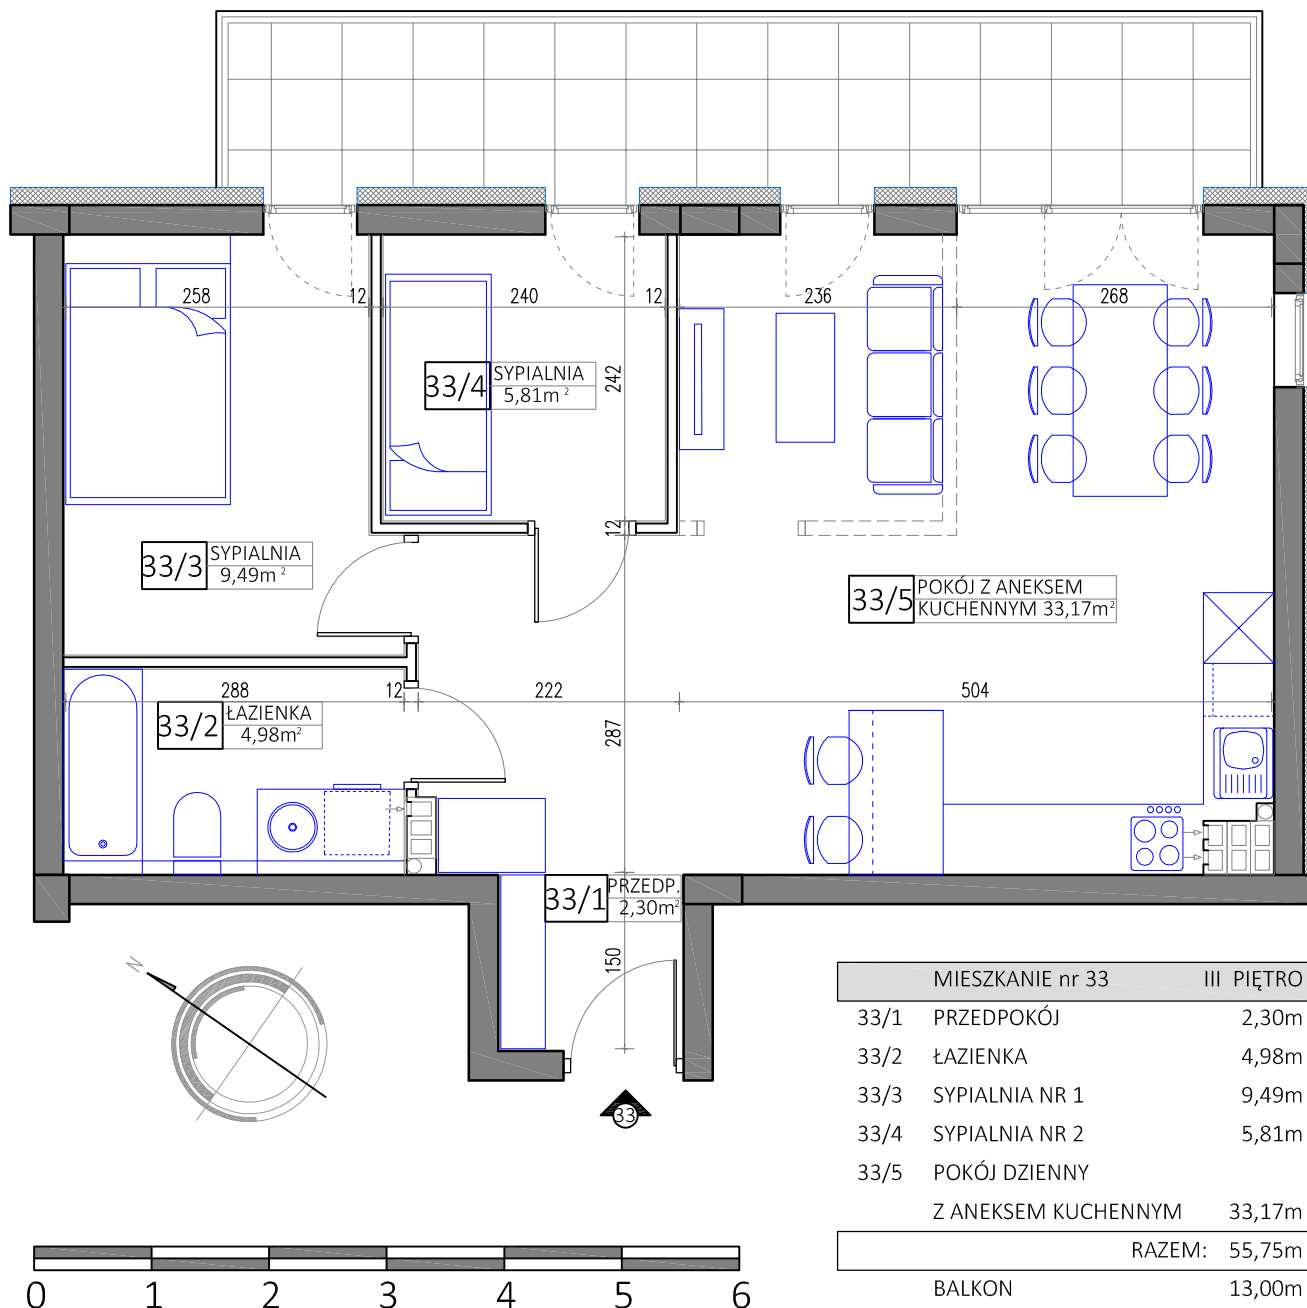 258
12
240
12
236
268
33/4
SYPIALNIA
5,81m²
242
12
33/3
SYPIALNIA
9,49m²
33/5
POKÓJ Z ANEKSEM
KUCHENNYM 33,17m²
288
12
222
504
33/2
ŁAZIENKA
4,98m²
287
33/1
PRZEDP.
2,30m²
150
N
33
MIESZKANIE nr 33 III PIĘTRO
33/1 PRZEDPOKÓJ 2,30m
33/2 ŁAZIENKA 4,98m
33/3 SYPIALNIA NR 1 9,49m
33/4 SYPIALNIA NR 2 5,81m
33/5 POKÓJ DZIENNY
Z ANEKSEM KUCHENNYM 33,17m
RAZEM: 55,75m
BALKON 13,00m
0 1 2 3 4 5 6